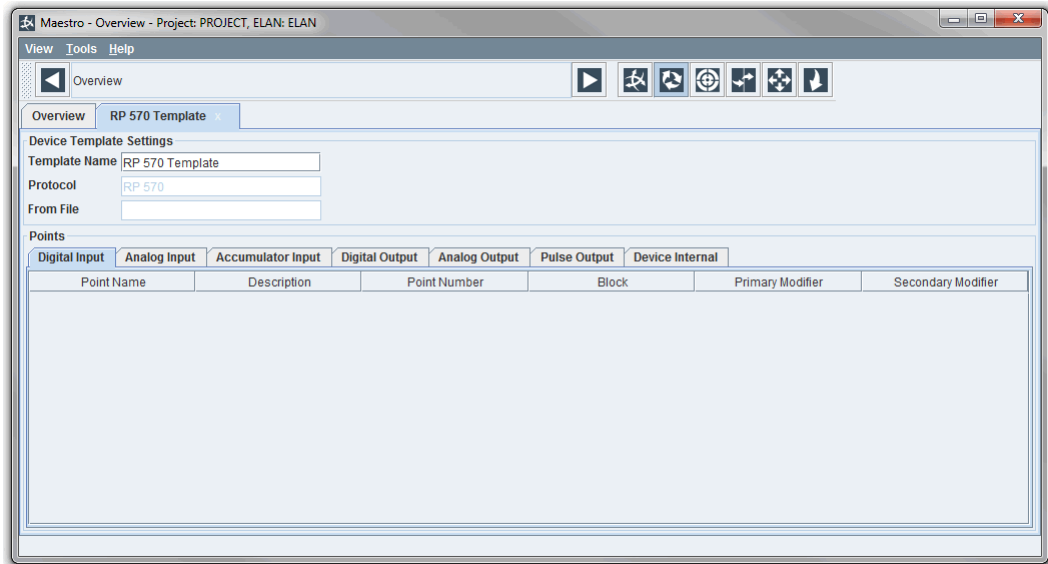 Maestro - Overview - Project: PROJECT, ELAN: ELAN
View Tools Help
Overview
Overview RP 570 Template x
Device Template Settings
Template Name RP 570 Template
Protocol RP 570
From File
Points
Digital Input Analog Input Accumulator Input Digital Output Analog Output Pulse Output Device Internal
Point Name Description Point Number Block Primary Modifier Secondary Modifier